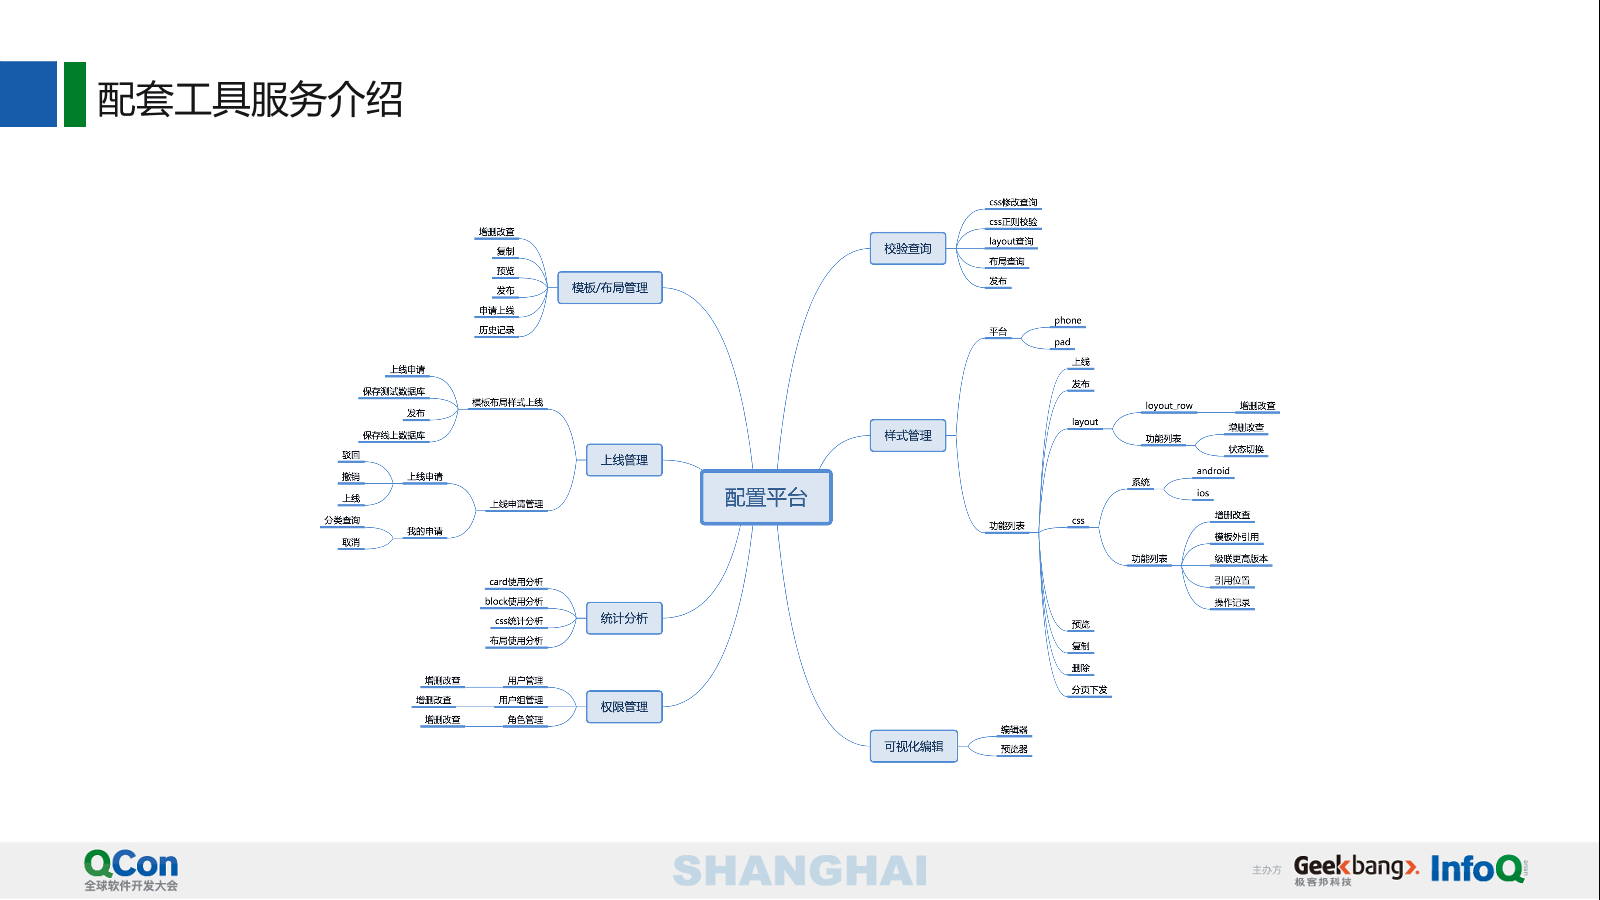 配套工具服务介绍
增删改查
复制
预览
发布
申请上线
历史记录
模板/布局管理
上线申请
保存测试数据库
发布
保存线上数据库
模板布局样式上线
驳回
撤销
上线
上线申请
分类查询
取消
我的申请
上线申请管理
上线管理
card使用分析
block使用分析
css统计分析
布局使用分析
统计分析
增删改查
用户管理
增删改查
用户组管理
增删改查
角色管理
权限管理
配置平台
校验查询
css修改查询
css正则校验
layout查询
布局查询
发布
样式管理
平台
phone
pad
功能列表
上线
发布
layout
loyout_row
增删改查
功能列表
增删改查
状态切换
css
系统
android
ios
功能列表
增删改查
模板外引用
级联更高版本
引用位置
操作记录
预览
复制
删除
分页下发
可视化编辑
编辑器
预览器
QCon
全球软件开发大会
SHANGHAI
主办方
Geekbang>.
极客邦科技
InfoQ